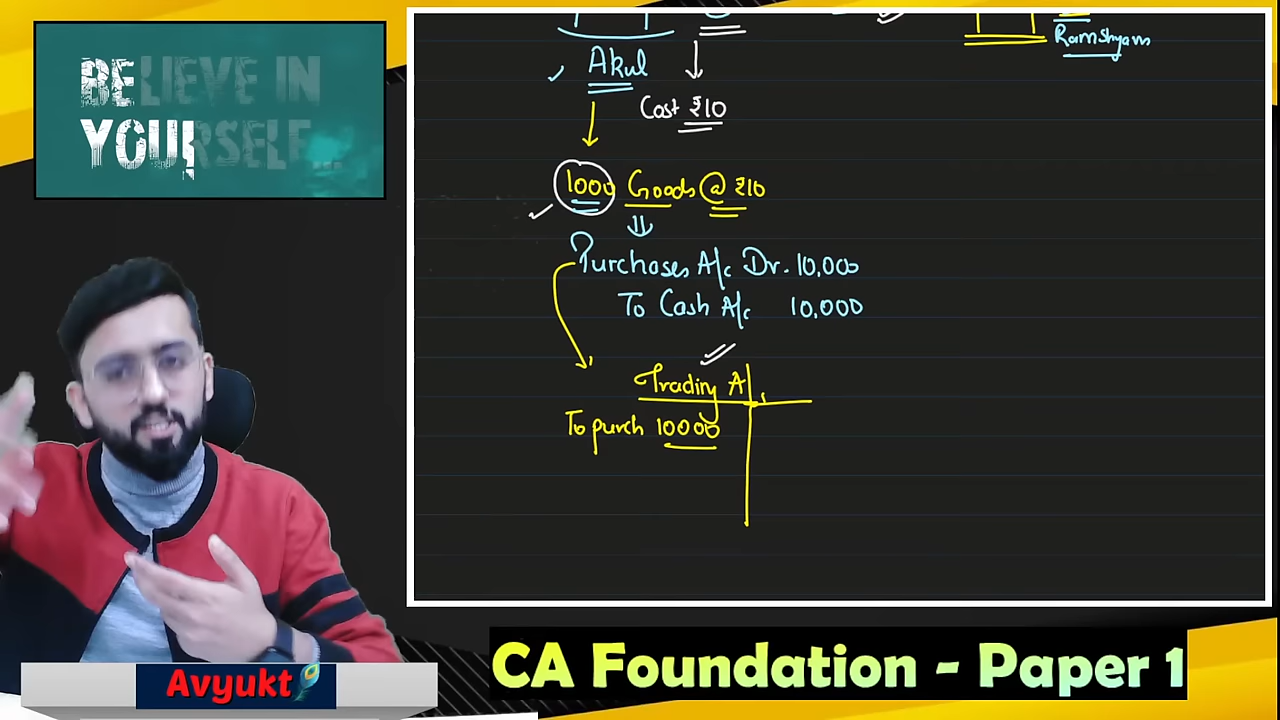 BELIEVE IN
YOURSELF...
Ramshyam
Akul
Cost ₹10
1000 Goods @ ₹10
Purchases A/c Dr. 10,000
To Cash A/c 10,000
Trading A/c
To purch 10000
Avyukt
CA Foundation - Paper 1